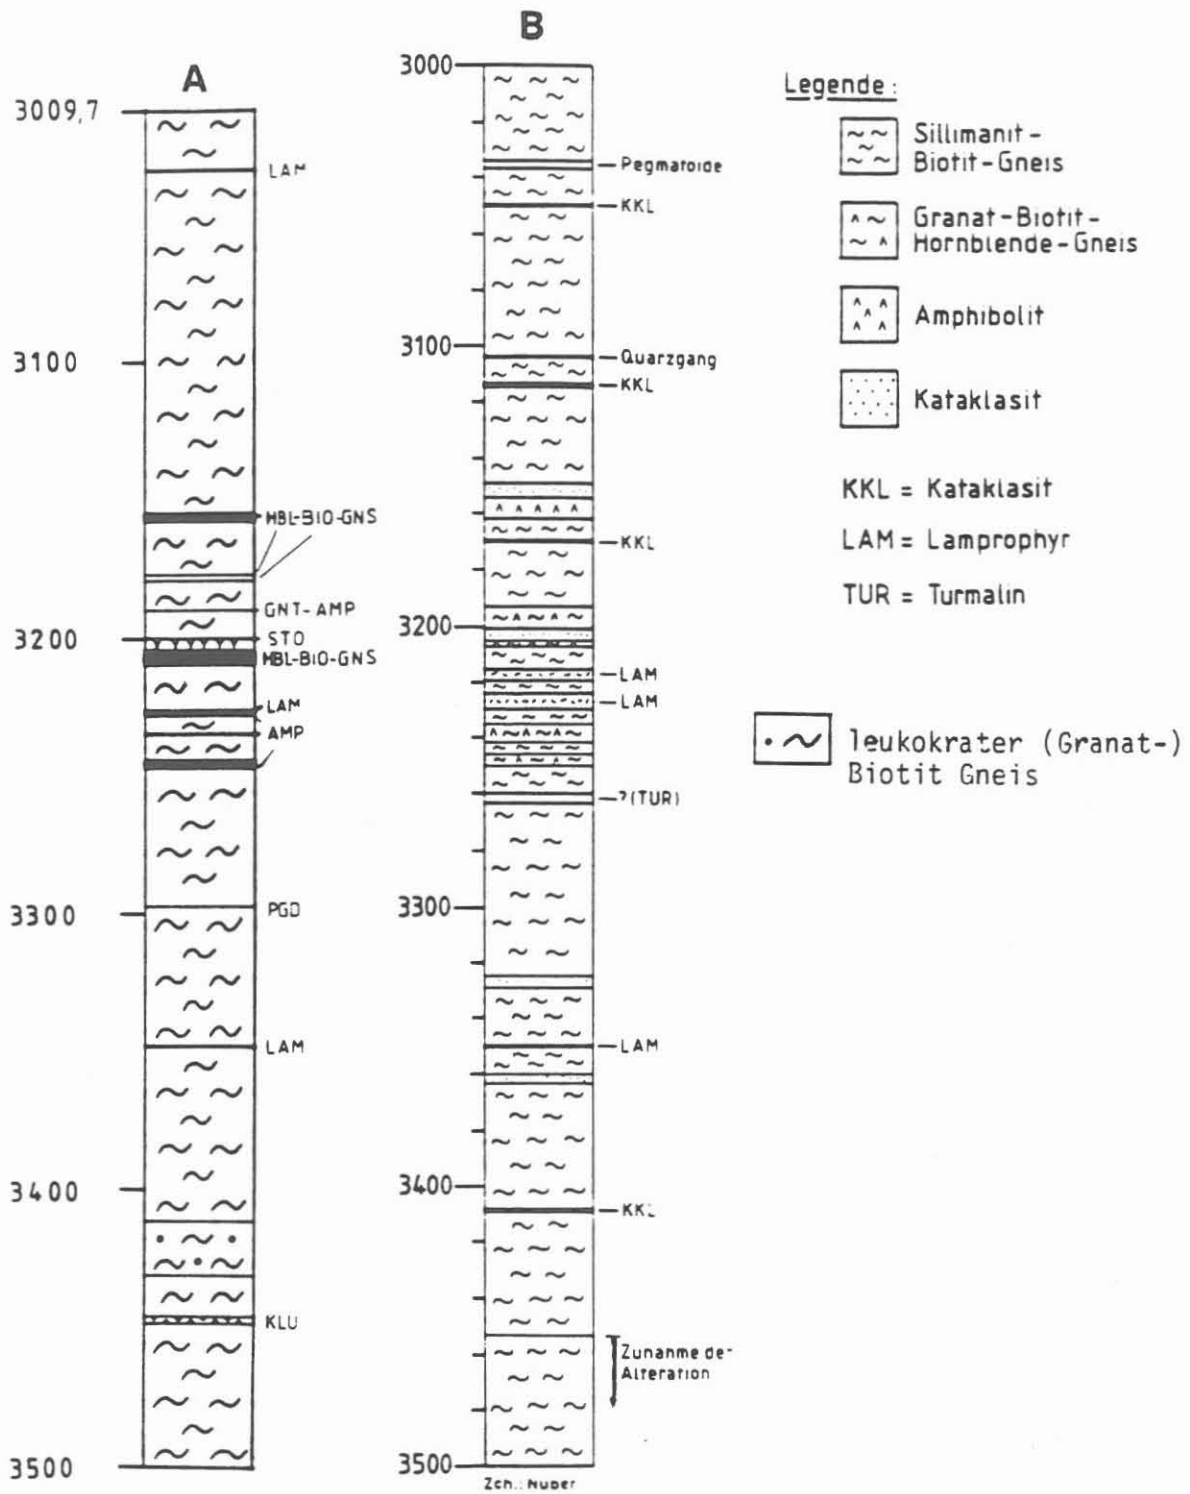 A
3009,7
LAM
3100
HBL-BIO-GNS
GNT-AMP
3200
STO
HBL-BIO-GNS
LAM
AMP
3300
PGD
LAM
3400
KLU
3500
B
3000
Pegmatoide
KKL
3100
Quarzgang
KKL
KKL
3200
LAM
LAM
?(TUR)
3300
LAM
3400
KKL
Zunahme der
Alteration
3500
Zch.: Nuber
Legende :
Sillimanit-
Biotit-Gneis
Granat-Biotit-
Hornblende-Gneis
Amphibolit
Kataklasit
KKL = Kataklasit
LAM = Lamprophyr
TUR = Turmalin
leukokrater (Granat-)
Biotit Gneis